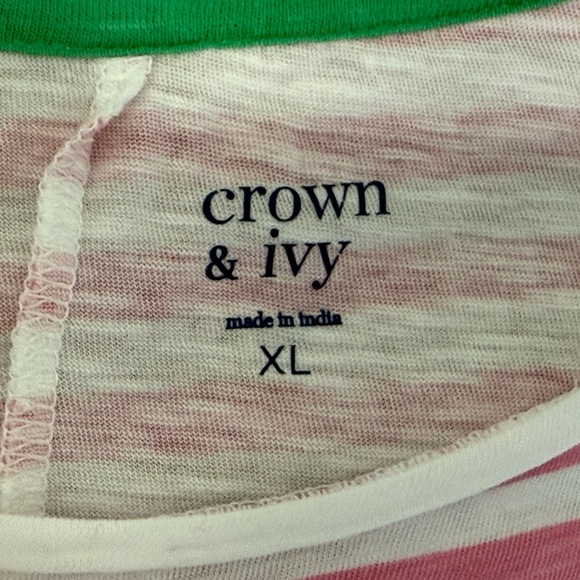 crown
& ivy
made in india
XL